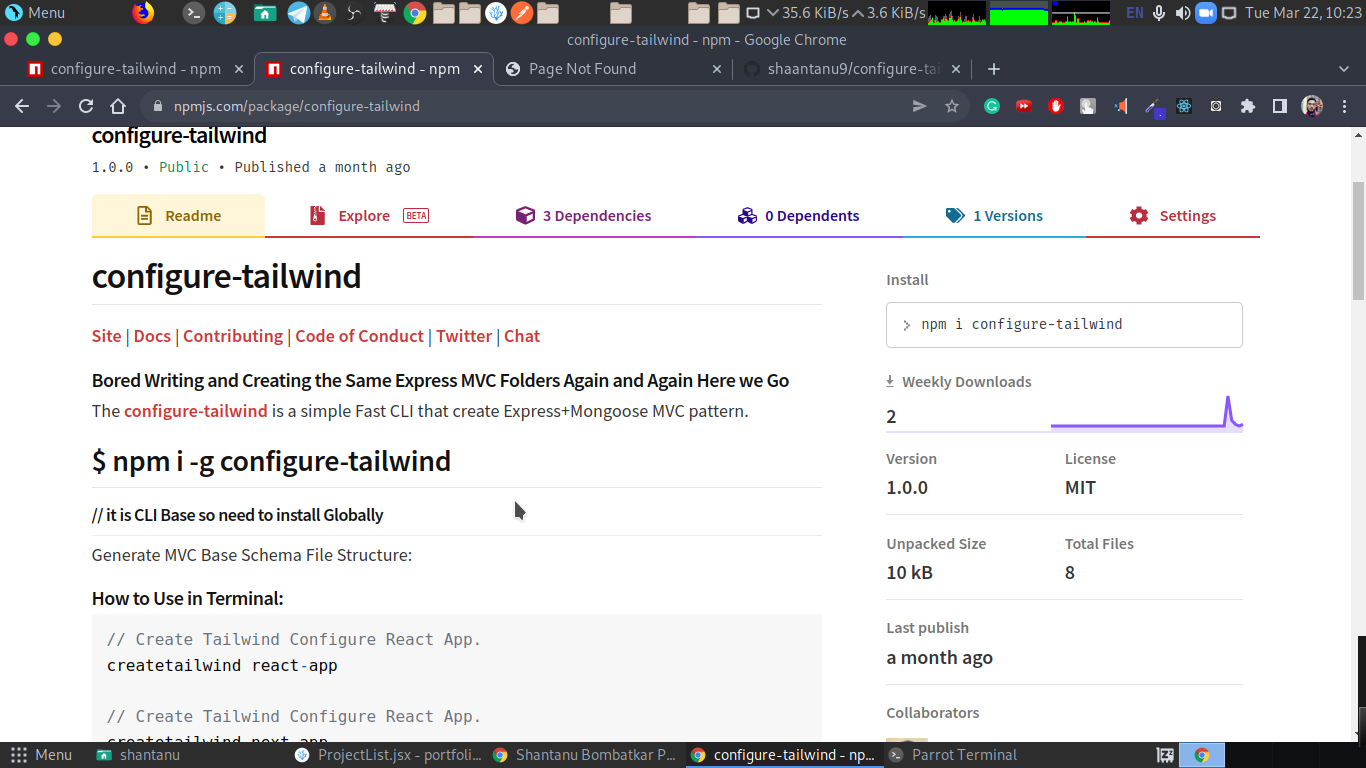 Menu
35.6 KiB/s 3.6 KiB/s
EN
Tue Mar 22, 10:23
configure-tailwind - npm - Google Chrome
configure-tailwind - npm
configure-tailwind - npm
Page Not Found
shaantanu9/configure-tai
npmjs.com/package/configure-tailwind
configure-tailwind
1.0.0 • Public • Published a month ago
Readme
Explore BETA
3 Dependencies
0 Dependents
1 Versions
Settings
configure-tailwind
Site | Docs | Contributing | Code of Conduct | Twitter | Chat
Bored Writing and Creating the Same Express MVC Folders Again and Again Here we Go
The configure-tailwind is a simple Fast CLI that create Express+Mongoose MVC pattern.
$ npm i -g configure-tailwind
// it is CLI Base so need to install Globally
Generate MVC Base Schema File Structure:
How to Use in Terminal:
// Create Tailwind Configure React App.
createtailwind react-app
// Create Tailwind Configure React App.
createtailwind next-app
Install
npm i configure-tailwind
Weekly Downloads
2
Version
License
1.0.0
MIT
Unpacked Size
Total Files
10 kB
8
Last publish
a month ago
Collaborators
Menu
shantanu
ProjectList.jsx - portfoli...
Shantanu Bombatkar P...
configure-tailwind - np...
Parrot Terminal